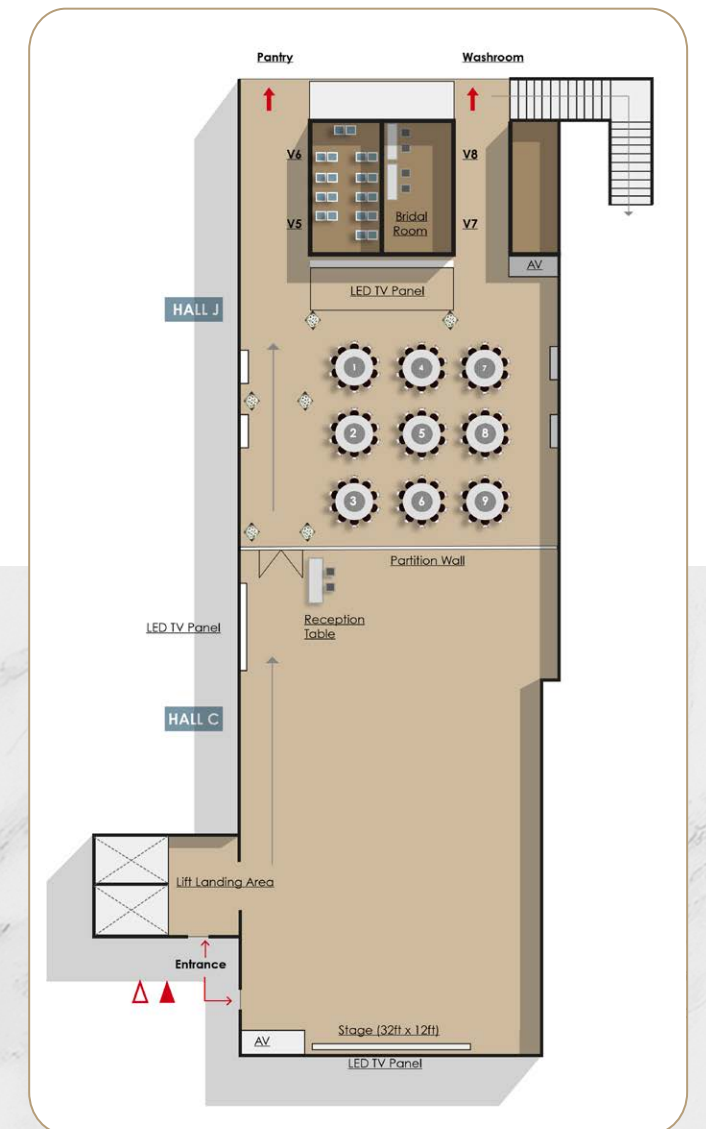 Pantry
Washroom
V6
V8
V5
Bridal
Room
V7
AV
LED TV Panel
HALL J
1
4
7
2
5
8
3
6
9
Partition Wall
Reception
Table
LED TV Panel
HALL C
Lift Landing Area
Entrance
Stage (32ft x 12ft)
AV
LED TV Panel